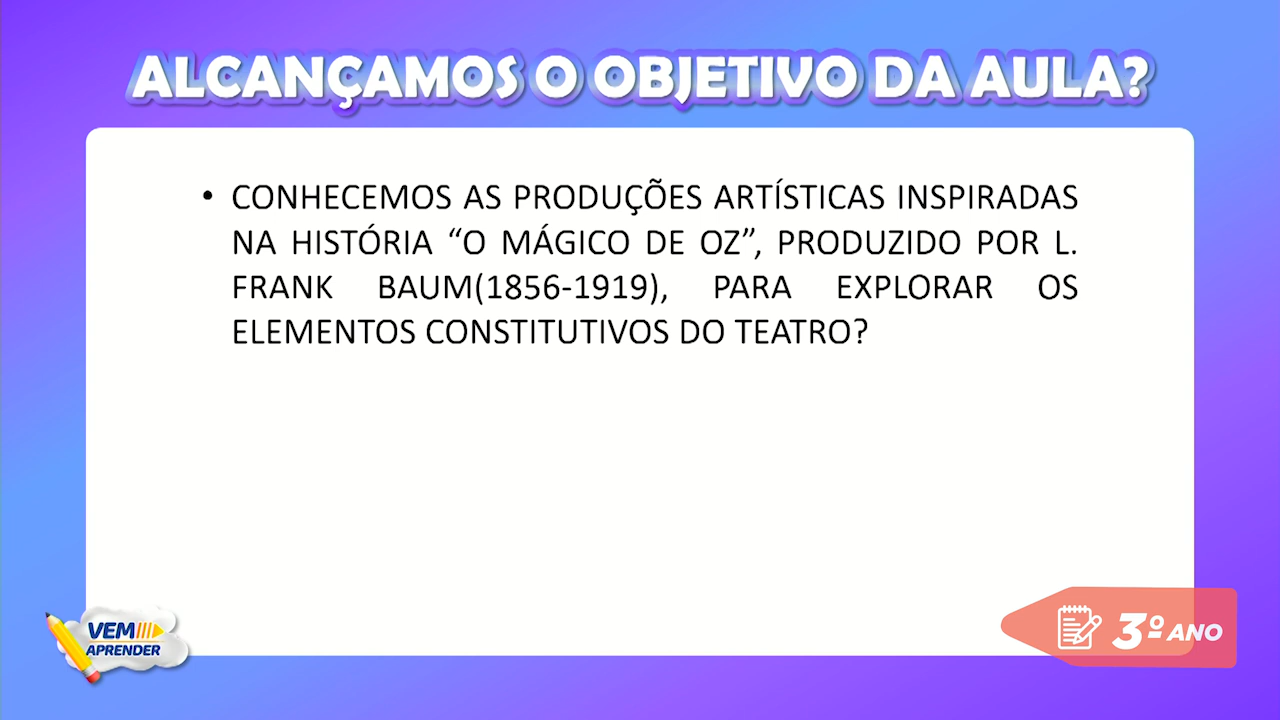 ALCANÇAMOS O OBJETIVO DA AULA?
• CONHECEMOS AS PRODUÇÕES ARTÍSTICAS INSPIRADAS
NA HISTÓRIA “O MÁGICO DE OZ”, PRODUZIDO POR L.
FRANK BAUM(1856-1919), PARA EXPLORAR OS
ELEMENTOS CONSTITUTIVOS DO TEATRO?
VEM
APRENDER
3º ANO